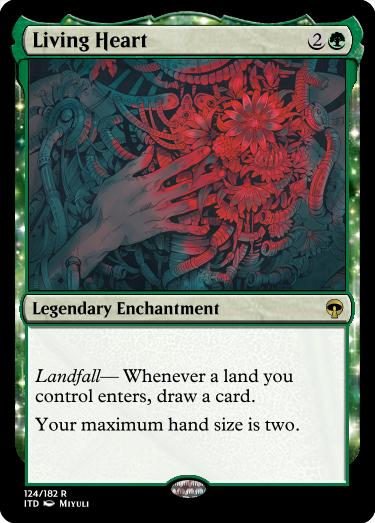 Living Heart 2
Legendary Enchantment
Landfall— Whenever a land you
control enters, draw a card.
Your maximum hand size is two.
124/182 R
ITD Miyuli